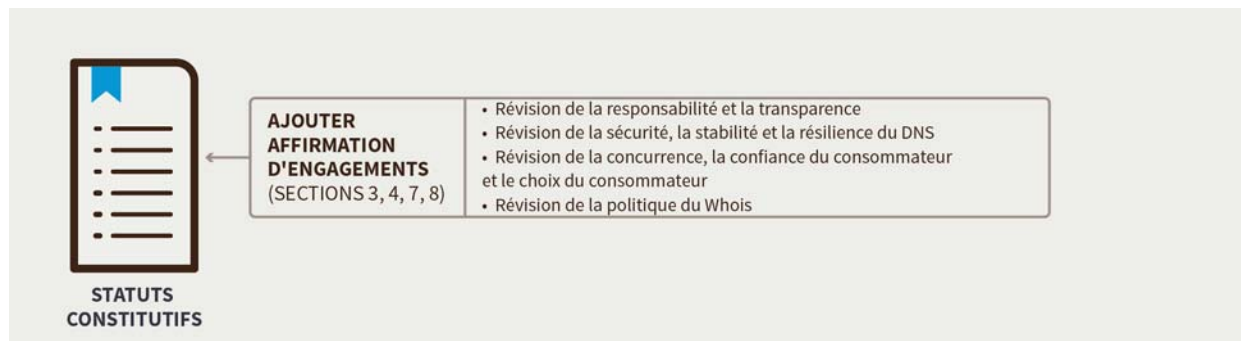 AJOUTER
AFFIRMATION
D'ENGAGEMENTS
(SECTIONS 3, 4, 7, 8)
• Révision de la responsabilité et la transparence
• Révision de la sécurité, la stabilité et la résilience du DNS
• Révision de la concurrence, la confiance du consommateur
et le choix du consommateur
• Révision de la politique du Whois
STATUTS
CONSTITUTIFS